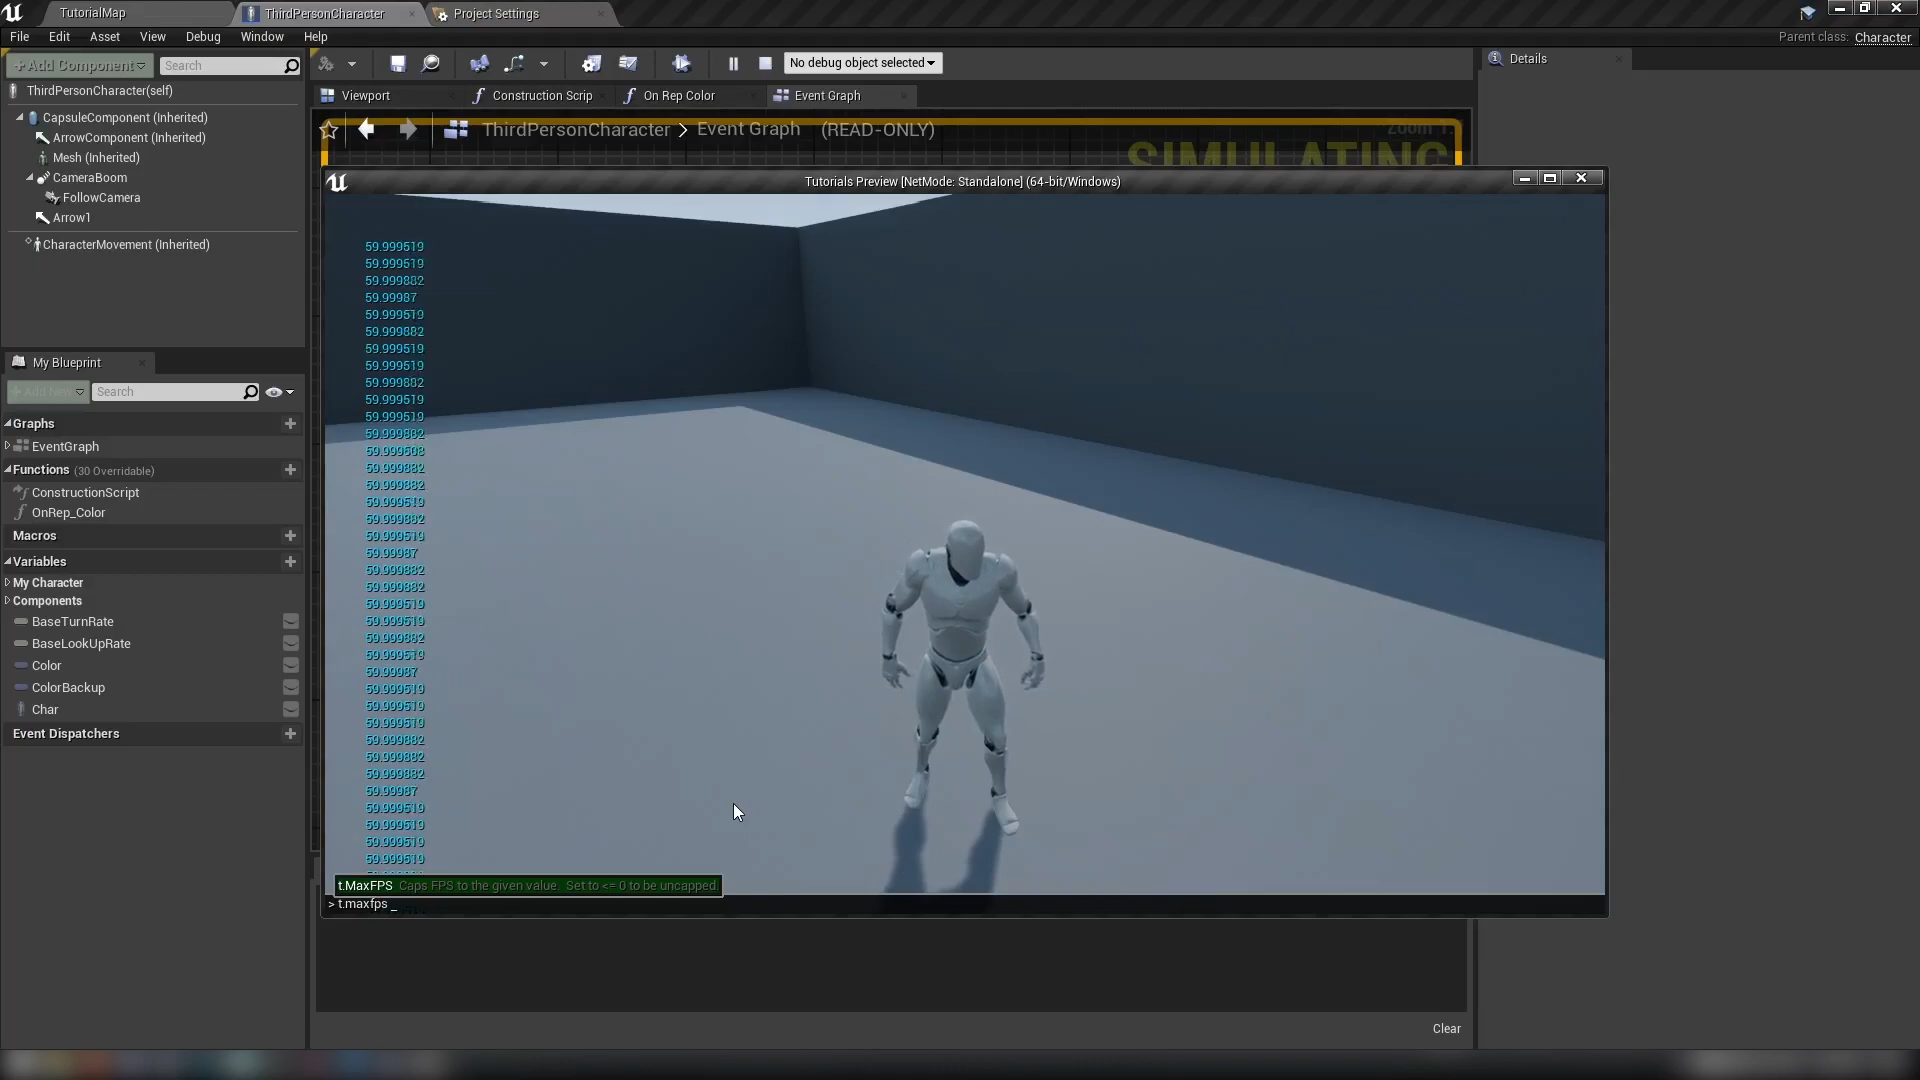 TutorialMap
ThirdPersonCharacter
Project Settings
File Edit Asset View Debug Window Help
Parent class: Character
+Add Component
Search
No debug object selected
Details
ThirdPersonCharacter(self)
Viewport
Construction Scrip
On Rep Color
Event Graph
CapsuleComponent (Inherited)
ArrowComponent (Inherited)
Mesh (Inherited)
CameraBoom
FollowCamera
Arrow1
CharacterMovement (Inherited)
ThirdPersonCharacter > Event Graph (READ-ONLY)
SIMULATING
Tutorials Preview [NetMode: Standalone] (64-bit/Windows)
59.999519
59.999519
59.999882
59.99987
59.999519
59.999882
59.999519
59.999519
59.999882
59.999519
59.999519
59.999882
59.999882
59.999882
59.999519
59.999882
59.999519
59.99987
59.999882
59.999882
59.999519
59.999519
59.999882
59.999519
59.99987
59.999519
59.999519
59.999519
59.999882
59.999882
59.999882
59.99987
59.999519
59.999519
59.999519
59.999519
t.MaxFPS Caps FPS to the given value. Set to <= 0 to be uncapped.
> t.maxfps _
My Blueprint
+Add New
Search
Graphs
EventGraph
Functions (30 Overridable)
ConstructionScript
OnRep_Color
Macros
Variables
My Character
Components
BaseTurnRate
BaseLookUpRate
Color
ColorBackup
Char
Event Dispatchers
Clear